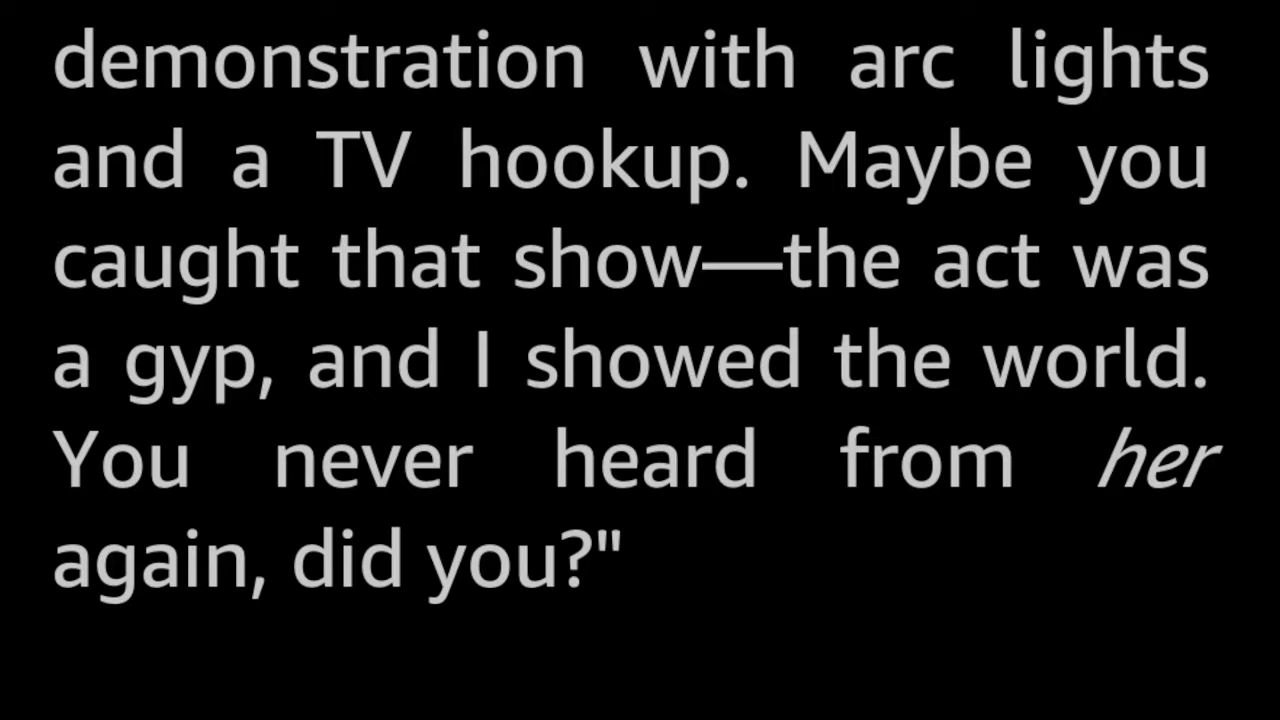 demonstration with arc lights
and a TV hookup. Maybe you
caught that show—the act was
a gyp, and I showed the world.
You never heard from her
again, did you?"